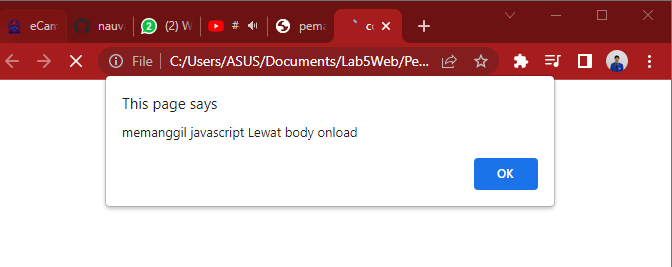 eCam
nauv
2
(2) W
#
pema
co
File
C:/Users/ASUS/Documents/Lab5Web/Pe...
This page says
memanggil javascript Lewat body onload
OK